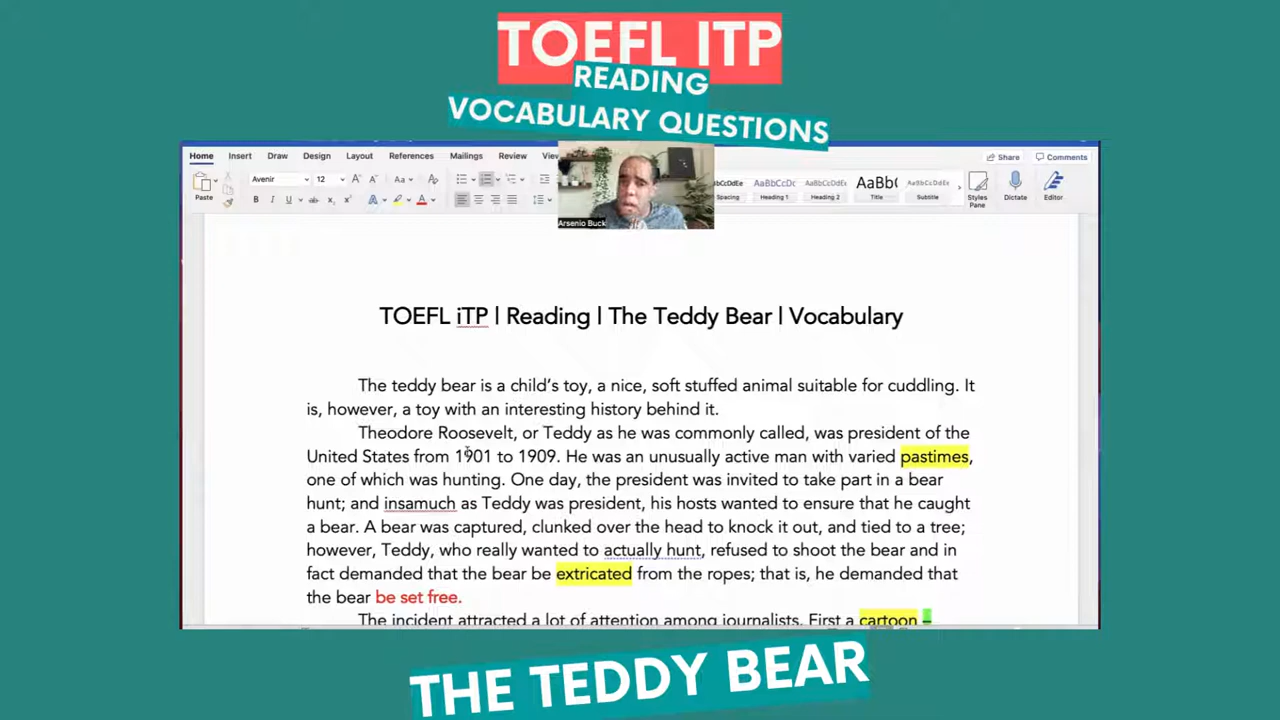 TOEFL ITP
READING
VOCABULARY QUESTIONS
Home Insert Draw Design Layout References Mailings Review View
Share Comments
Avenir 12 Aa
Paste B I U
Spacing
AaBbCcDc Heading 1
AaBbCcDdEe Heading 2
AaBb( Title
AaBbCcDdEe Subtitle
Styles Pane
Dictate
Editor
Arsenio Buck
TOEFL iTP | Reading | The Teddy Bear | Vocabulary
The teddy bear is a child's toy, a nice, soft stuffed animal suitable for cuddling. It
is, however, a toy with an interesting history behind it.
Theodore Roosevelt, or Teddy as he was commonly called, was president of the
United States from 1901 to 1909. He was an unusually active man with varied pastimes,
one of which was hunting. One day, the president was invited to take part in a bear
hunt; and insamuch as Teddy was president, his hosts wanted to ensure that he caught
a bear. A bear was captured, clunked over the head to knock it out, and tied to a tree;
however, Teddy, who really wanted to actually hunt, refused to shoot the bear and in
fact demanded that the bear be extricated from the ropes; that is, he demanded that
the bear be set free.
The incident attracted a lot of attention among journalists. First a cartoon –
THE TEDDY BEAR